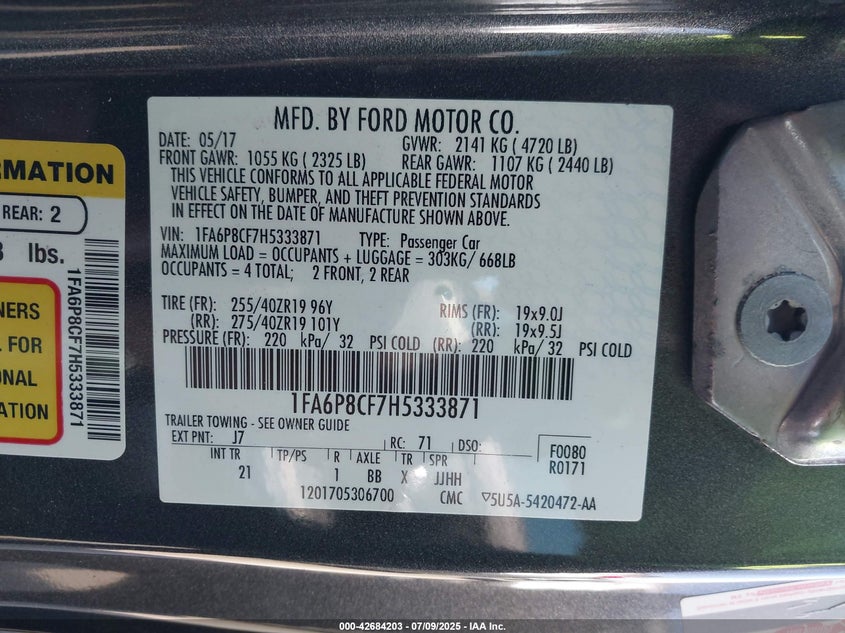 MFD. BY FORD MOTOR CO.
DATE: 05/17 GVWR: 2141 KG ( 4720 LB)
FRONT GAWR: 1055 KG ( 2325 LB) REAR GAWR: 1107 KG ( 2440 LB)
THIS VEHICLE CONFORMS TO ALL APPLICABLE FEDERAL MOTOR
VEHICLE SAFETY, BUMPER, AND THEFT PREVENTION STANDARDS
IN EFFECT ON THE DATE OF MANUFACTURE SHOWN ABOVE.
VIN: 1FA6P8CF7H5333871 TYPE: Passenger Car
MAXIMUM LOAD = OCCUPANTS + LUGGAGE = 303KG/ 668LB
OCCUPANTS = 4 TOTAL; 2 FRONT, 2 REAR
TIRE (FR): 255/40ZR19 96Y RIMS (FR): 19x9.0J
(RR): 275/40ZR19 101Y (RR): 19x9.5J
PRESSURE (FR): 220 kPa/ 32 PSI COLD (RR): 220 kPa/ 32 PSI COLD
1FA6P8CF7H5333871
TRAILER TOWING - SEE OWNER GUIDE
EXT PNT: J7 RC: 71 DSO: F0080
R0171
INT TR TP/PS R AXLE TR SPR
21 1 BB X JJHH
1201705306700 CMC ▽5U5A-5420472-AA
RMATION
REAR: 2
lbs.
1FA6P8CF7H5333871
NERS
L FOR
ONAL
ATION
000-42684203 - 07/09/2025 - IAA Inc.